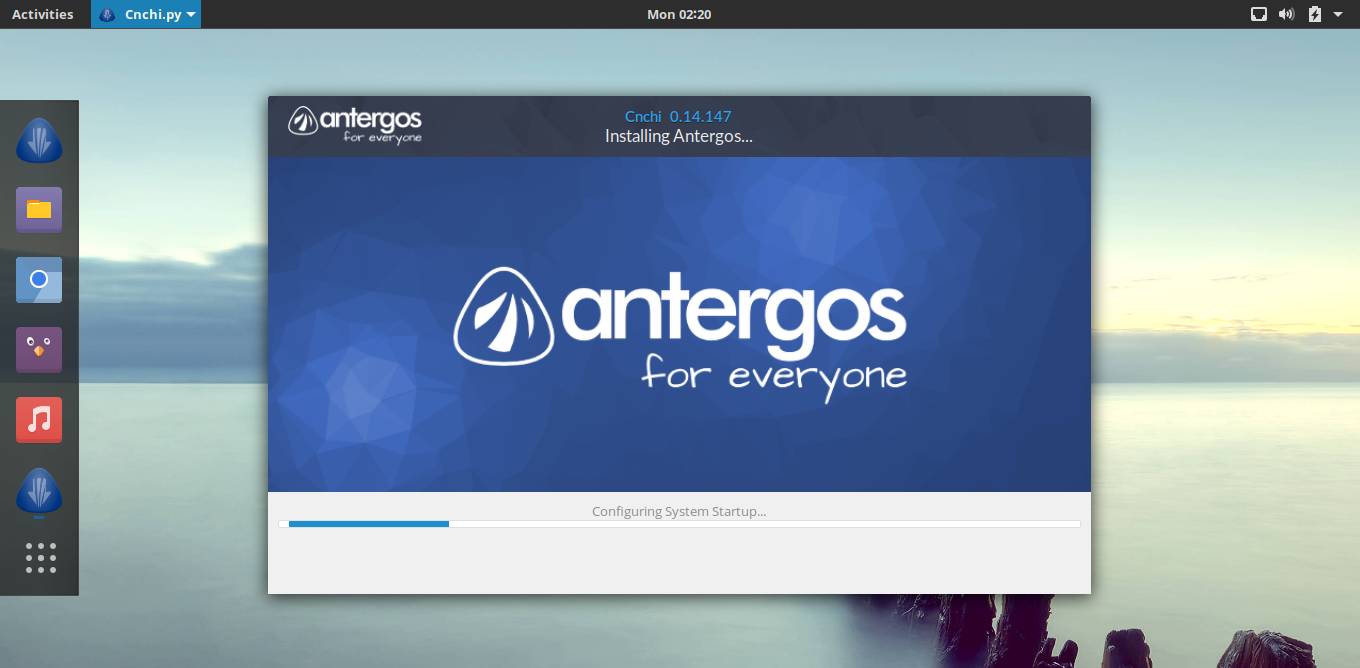 Activities
Cnchi.py
Mon 02:20
antergos
for everyone
Cnchi 0.14.147
Installing Antergos...
antergos
for everyone
Configuring System Startup...